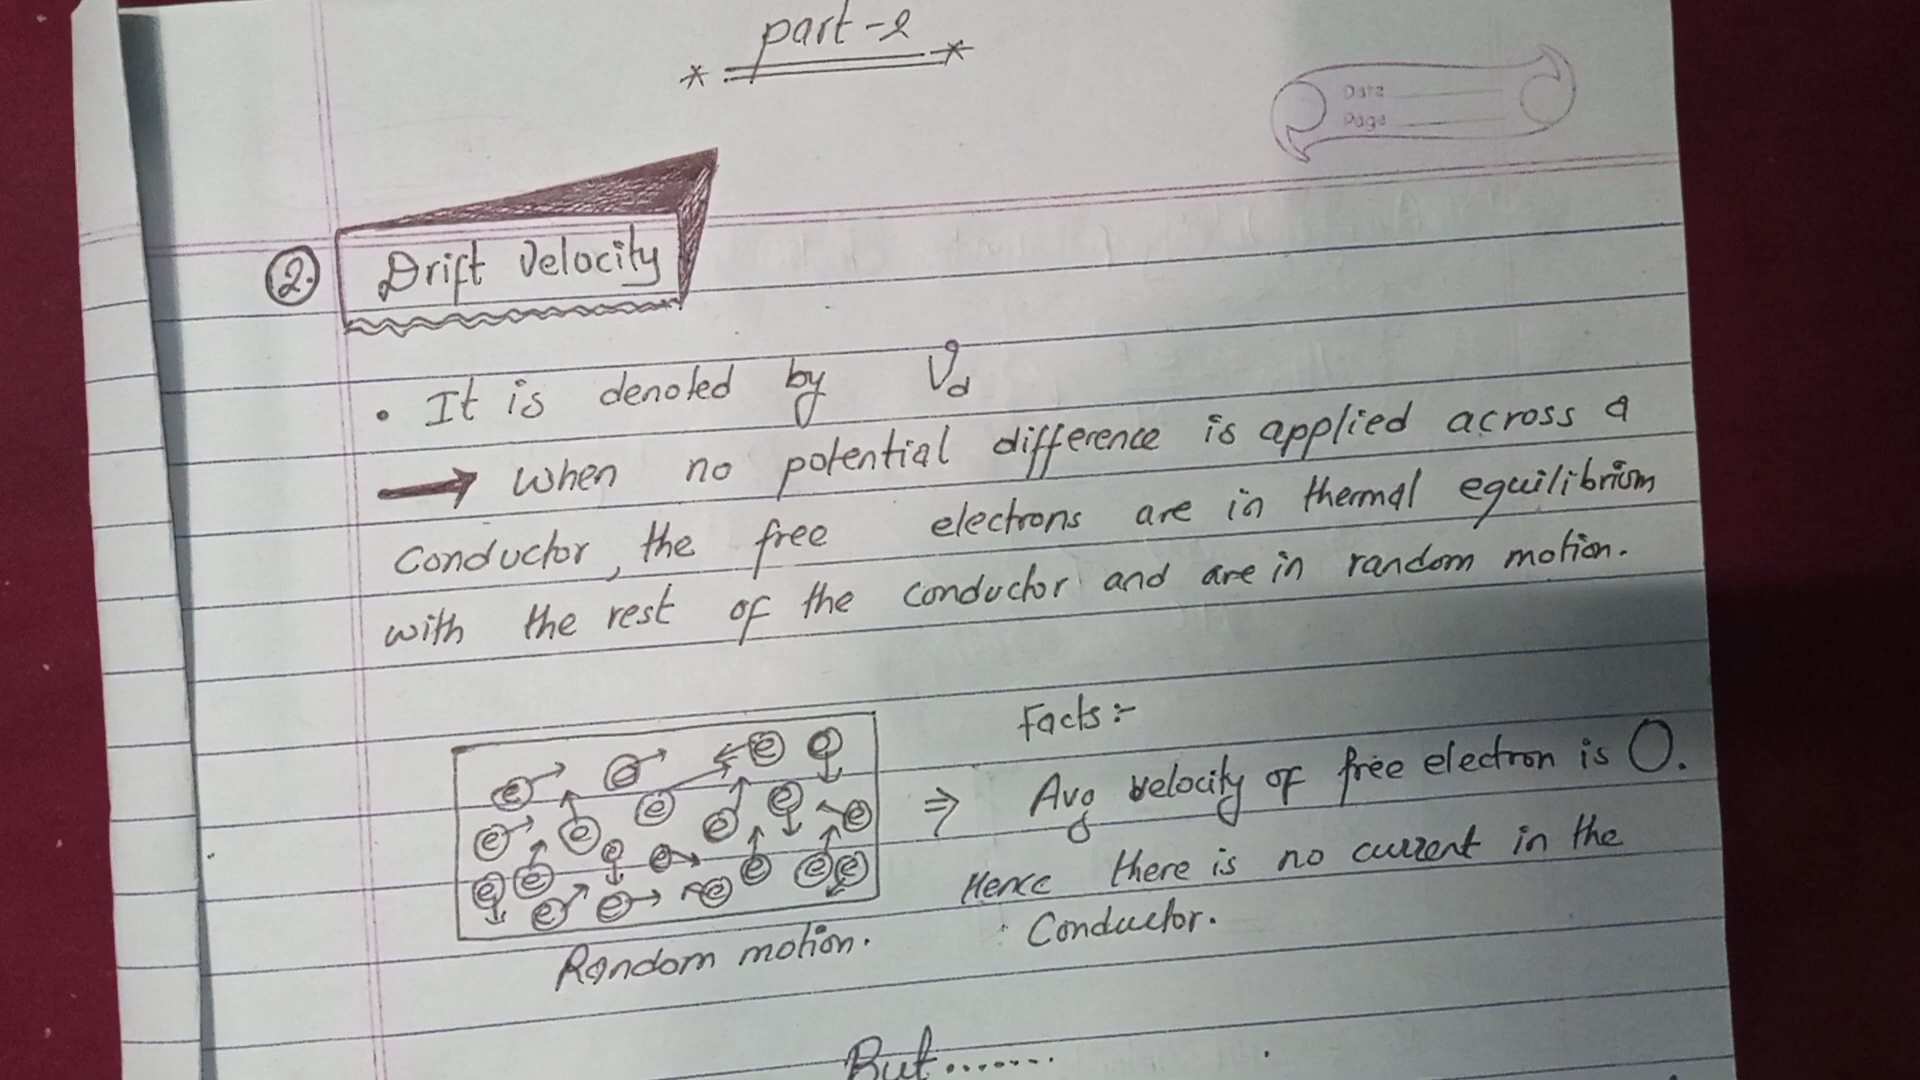 * part-2 *
Date
Page
2. Drift Velocity
• It is denoted by Vd
→ When no potential difference is applied across a
conductor, the free electrons are in thermal equilibrium
with the rest of the conductor and are in random motion.
Facts:-
e e e e
e e e e e e
e e e e e e e
e e e e
⇒ Avg velocity of free electron is 0.
Hence there is no current in the
Conductor.
Random motion.
But.......